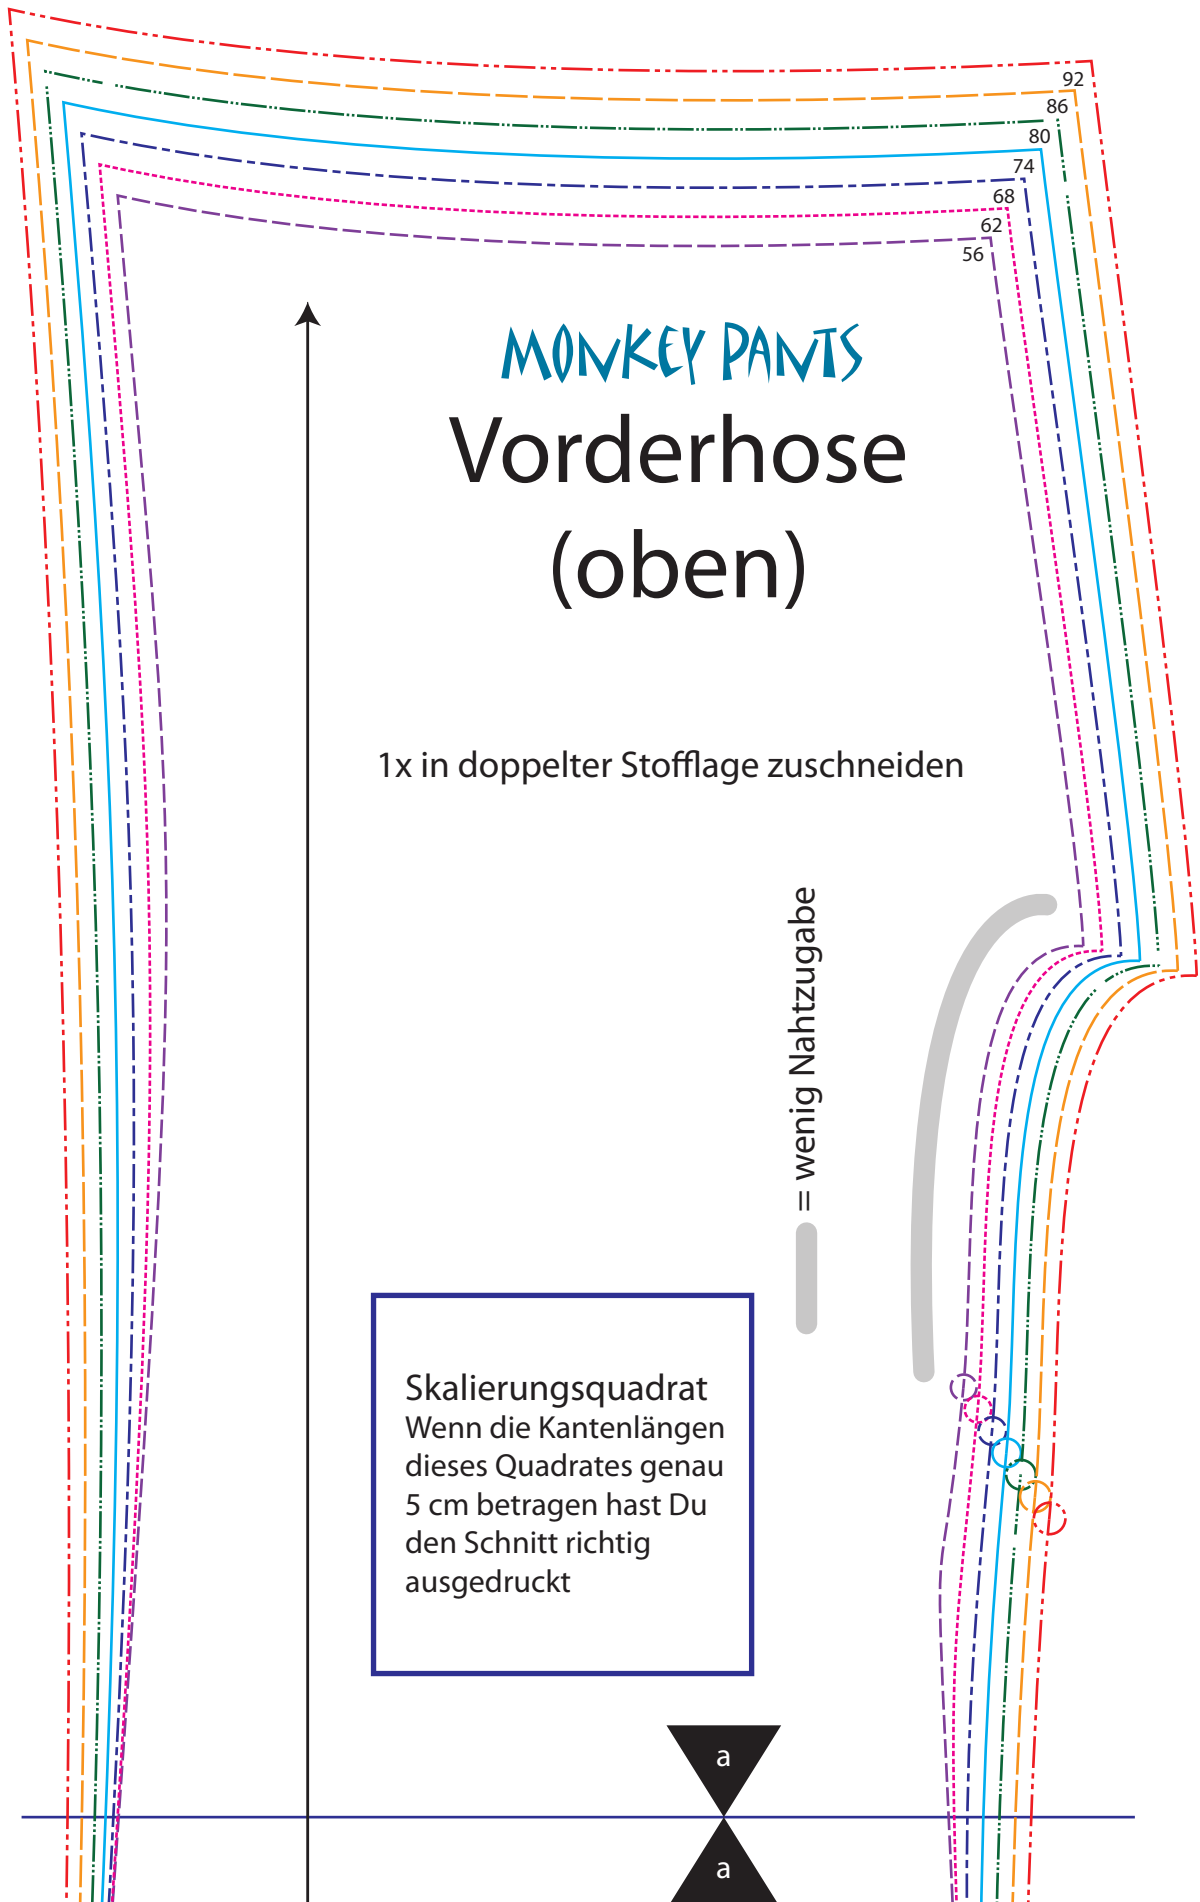 92
86
80
74
68
62
56
MONKEY PANTS
Vorderhose
(oben)
1x in doppelter Stofflage zuschneiden
= wenig Nahtzugabe
Skalierungsquadrat
Wenn die Kantenlängen
dieses Quadrates genau
5 cm betragen hast Du
den Schnitt richtig
ausgedruckt
a
a